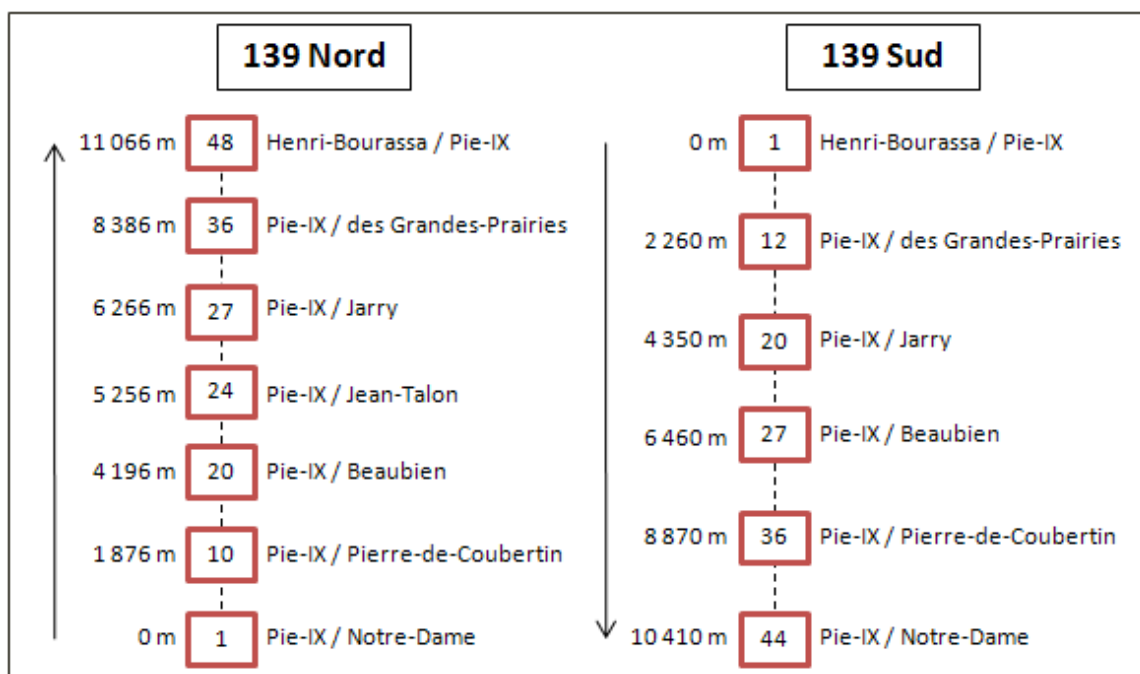 139 Nord
11 066 m 48 Henri-Bourassa / Pie-IX
8 386 m 36 Pie-IX / des Grandes-Prairies
6 266 m 27 Pie-IX / Jarry
5 256 m 24 Pie-IX / Jean-Talon
4 196 m 20 Pie-IX / Beaubien
1 876 m 10 Pie-IX / Pierre-de-Coubertin
0 m 1 Pie-IX / Notre-Dame
139 Sud
0 m 1 Henri-Bourassa / Pie-IX
2 260 m 12 Pie-IX / des Grandes-Prairies
4 350 m 20 Pie-IX / Jarry
6 460 m 27 Pie-IX / Beaubien
8 870 m 36 Pie-IX / Pierre-de-Coubertin
10 410 m 44 Pie-IX / Notre-Dame